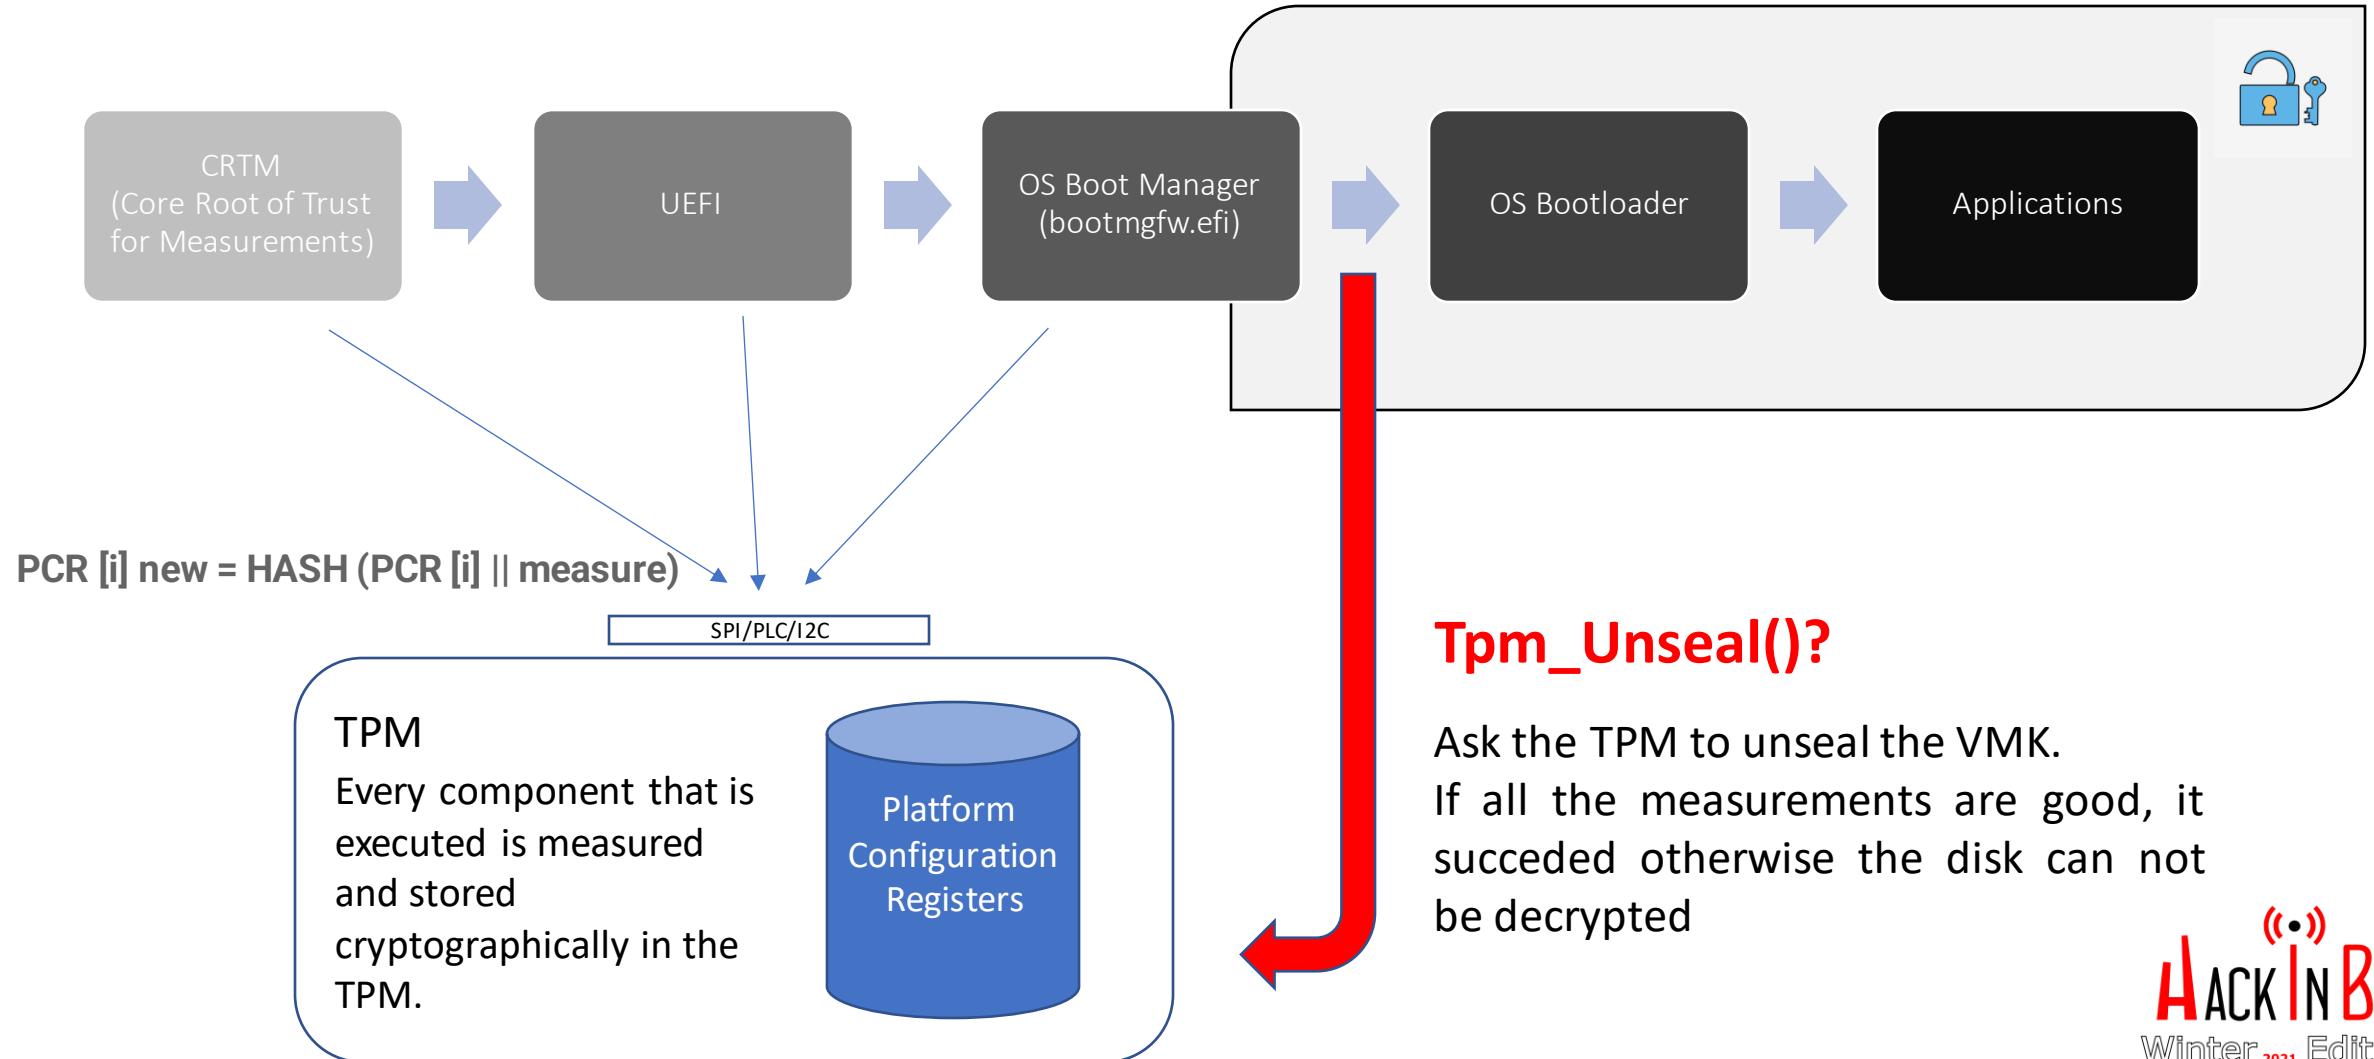 CRTM
(Core Root of Trust
for Measurements)
UEFI
OS Boot Manager
(bootmgfw.efi)
OS Bootloader
Applications
PCR [i] new = HASH (PCR [i] || measure)
SPI/PLC/I2C
TPM
Every component that is
executed is measured
and stored
cryptographically in the
TPM.
Platform
Configuration
Registers
Tpm_Unseal()?
Ask the TPM to unseal the VMK.
If all the measurements are good, it
succeded otherwise the disk can not
be decrypted
HACKINB
Winter 2021 Edit